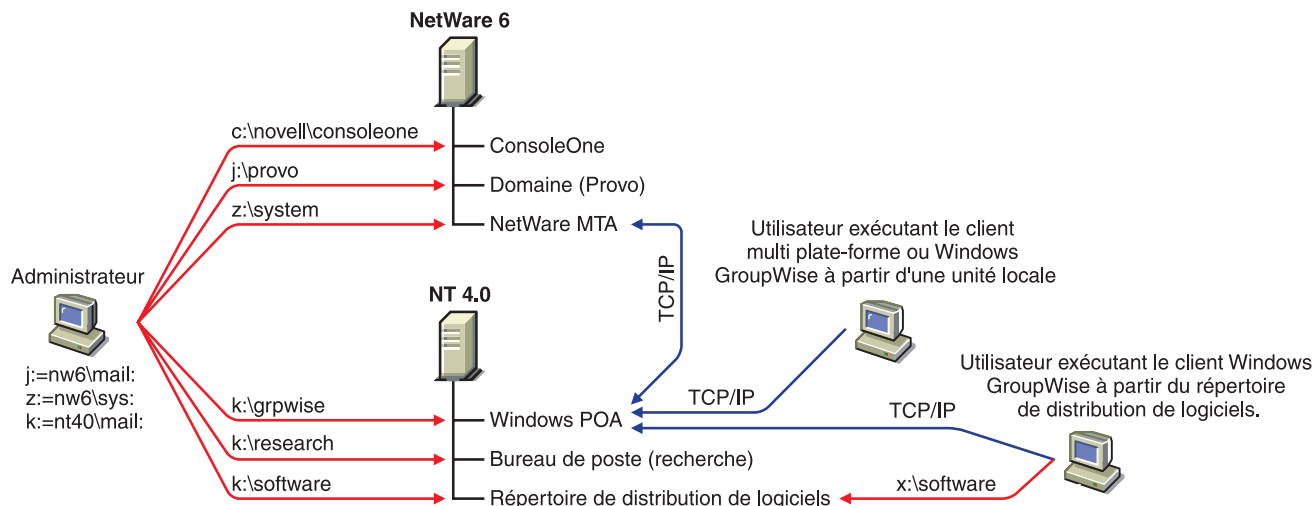 NetWare 6
c:\novell\consoleone
ConsoleOne
j:\provo
Domaine (Provo)
z:\system
NetWare MTA
Administrateur
j:=nw6\mail:
z:=nw6\sys:
k:=nt40\mail:
NT 4.0
TCP/IP
Utilisateur exécutant le client
multi plate-forme ou Windows
GroupWise à partir d'une unité locale
Utilisateur exécutant le client Windows
GroupWise à partir du répertoire
de distribution de logiciels.
k:\grpwise
Windows POA
TCP/IP
TCP/IP
k:\research
Bureau de poste (recherche)
k:\software
Répertoire de distribution de logiciels
x:\software